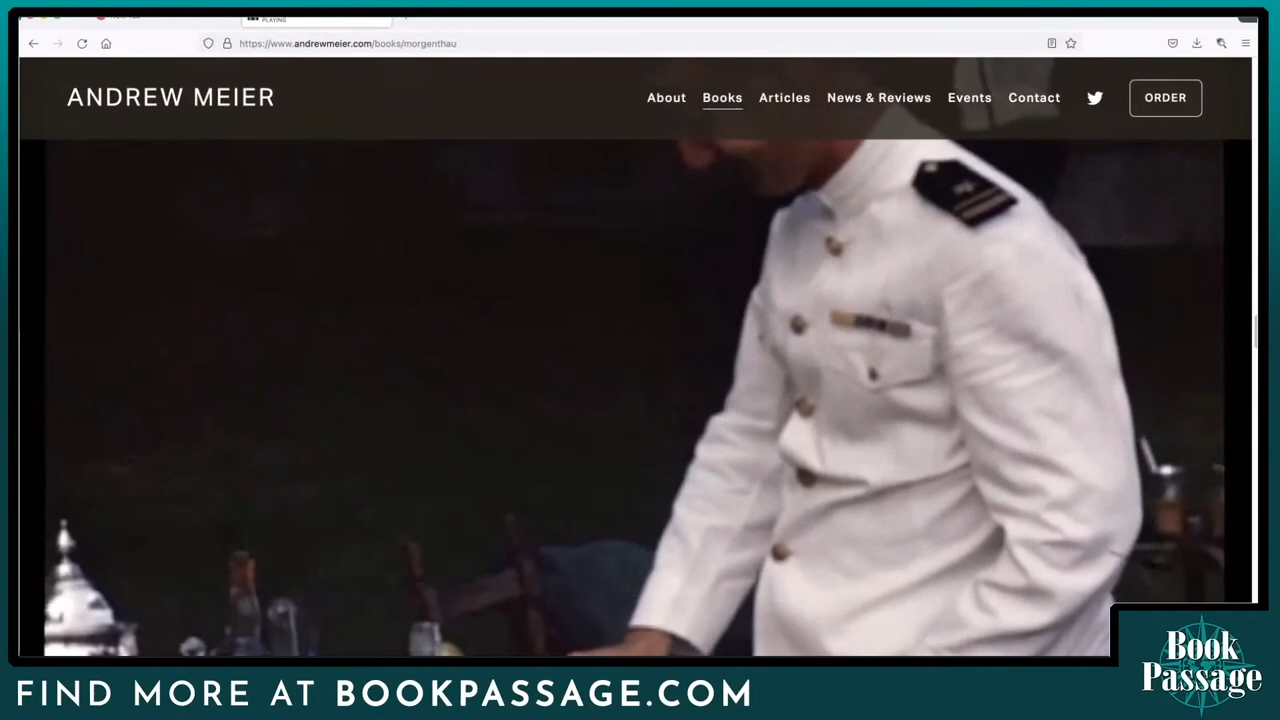 PLAYING
https://www.andrewmeier.com/books/morgenthau
ANDREW MEIER
About Books Articles News & Reviews Events Contact ORDER
Book
Passage
FIND MORE AT BOOKPASSAGE.COM